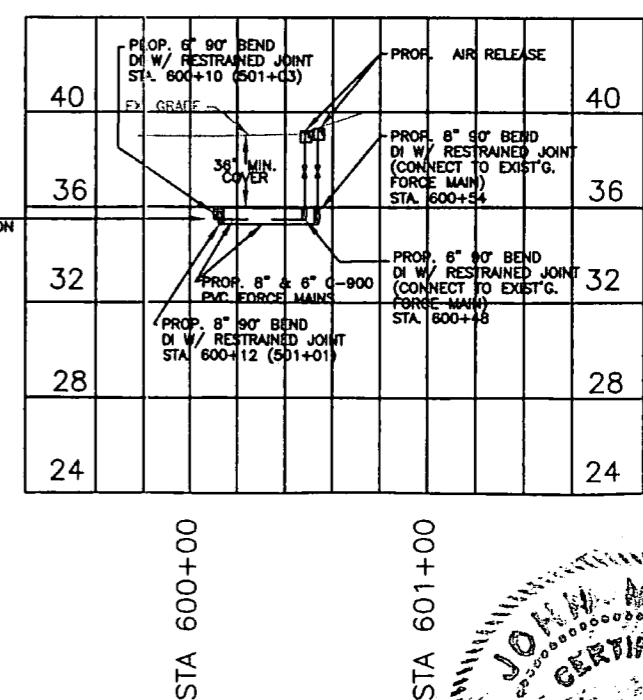 PROP. 6" 90° BEND
DI W/ RESTRAINED JOINT
STA. 600+10 (501+03)
EX. GRADE
PROP. AIR RELEASE
40
40
36" MIN.
COVER
PROP. 8" 90° BEND
DI W/ RESTRAINED JOINT
(CONNECT TO EXIST'G.
FORCE MAIN)
STA. 600+54
36
36
ON
PROP. 8" & 6" C-900
PVC FORCE MAINS
PROP. 6" 90° BEND
DI W/ RESTRAINED JOINT
(CONNECT TO EXIST'G.
FORCE MAIN)
STA. 600+48
32
32
PROP. 8" 90° BEND
DI W/ RESTRAINED JOINT
STA. 600+12 (501+01)
28
28
24
24
STA 600+00
STA 601+00
JOHN